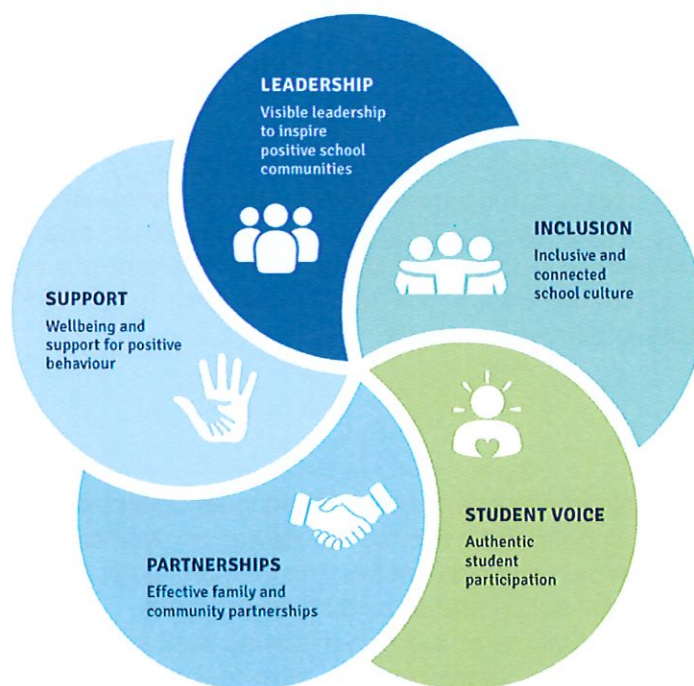 LEADERSHIP
Visible leadership
to inspire
positive school
communities
INCLUSION
Inclusive and
connected
school culture
STUDENT VOICE
Authentic
student
participation
PARTNERSHIPS
Effective family and
community partnerships
SUPPORT
Wellbeing and
support for positive
behaviour